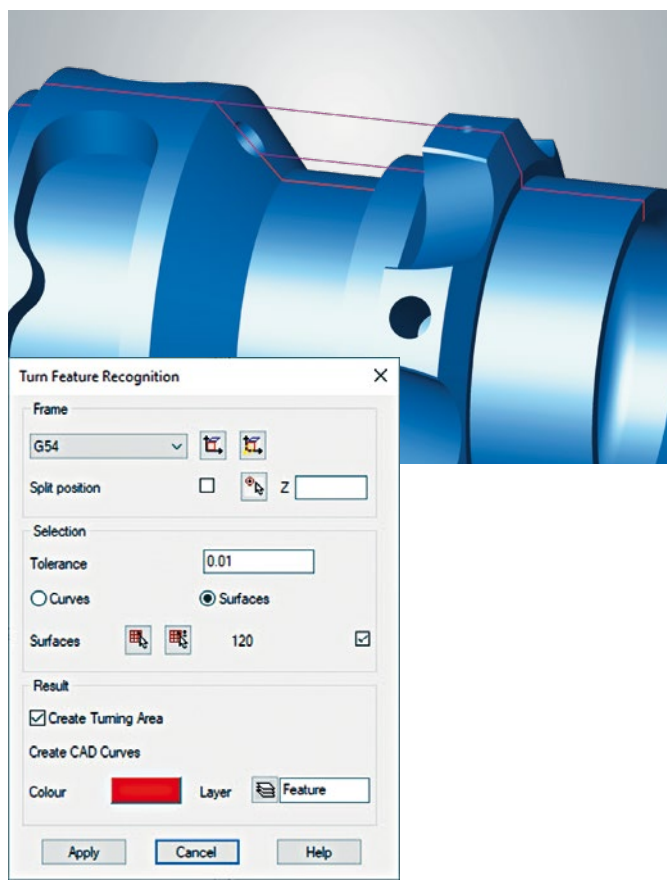 Turn Feature Recognition
Frame
G54
Split position Z
Selection
Tolerance 0.01
Curves Surfaces
Surfaces 120
Result
Create Turning Area
Create CAD Curves
Colour Layer Feature
Apply Cancel Help